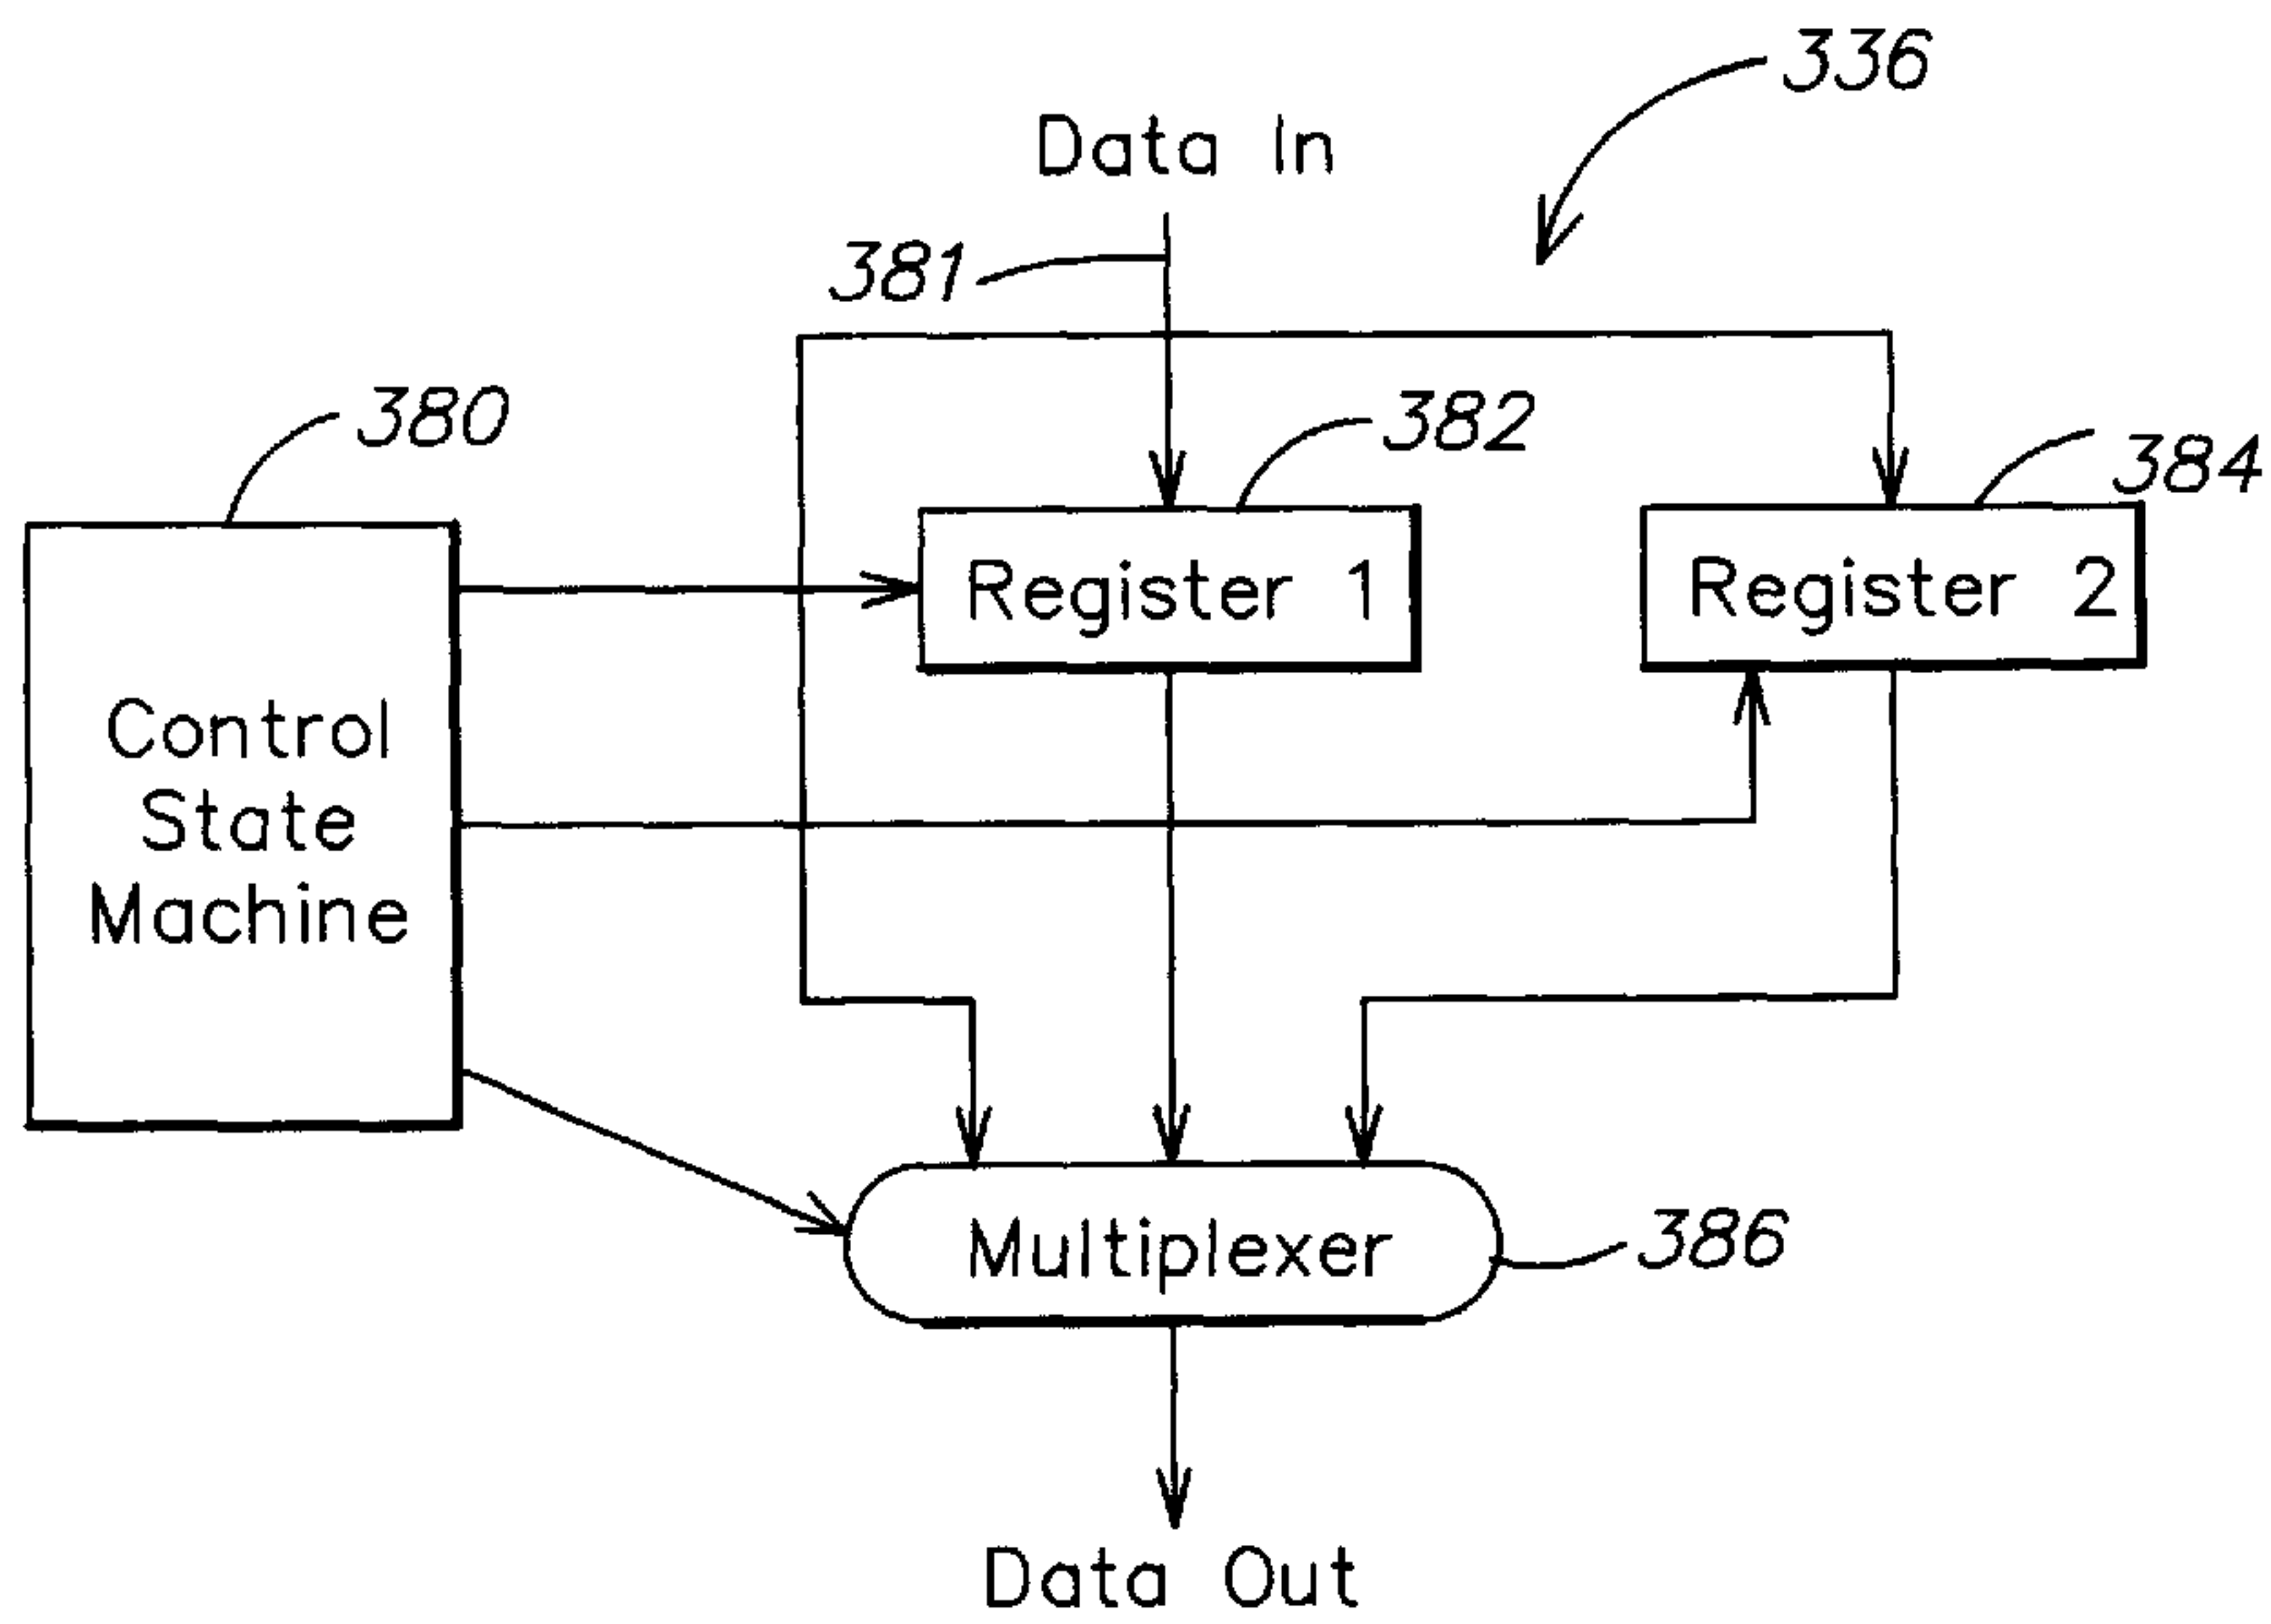 336
Data In
381
380
382
384
Register 1
Register 2
Control
State
Machine
Multiplexer
386
Data Out